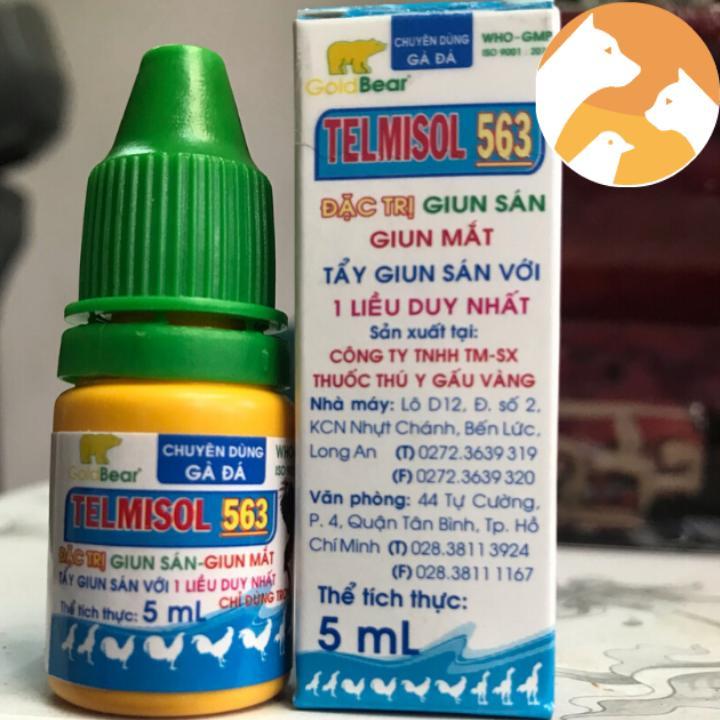 GoldBear®
CHUYÊN DÙNG
GÀ ĐÁ
WHO-GMP
ISO 9001 :
TELMISOL 563
ĐẶC TRỊ GIUN SÁN
GIUN MẮT
TẨY GIUN SÁN VỚI
1 LIỀU DUY NHẤT
Sản xuất tại:
CÔNG TY TNHH TM-SX
THUỐC THÚ Y GẤU VÀNG
Nhà máy: Lô D12, Đ. số 2,
KCN Nhựt Chánh, Bến Lức,
Long An (T) 0272.3639 319
(F) 0272.3639 320
Văn phòng: 44 Tự Cường,
P. 4, Quận Tân Bình, Tp. Hồ
Chí Minh (T) 028.3811 3924
(F) 028.3811 1167
Thể tích thực:
5 mL
GoldBear®
CHUYÊN DÙNG
GÀ ĐÁ
TELMISOL 563
ĐẶC TRỊ GIUN SÁN-GIUN MẮT
TẨY GIUN SÁN VỚI 1 LIỀU DUY NHẤT
Thể tích thực: 5 mL
CHỈ DÙNG